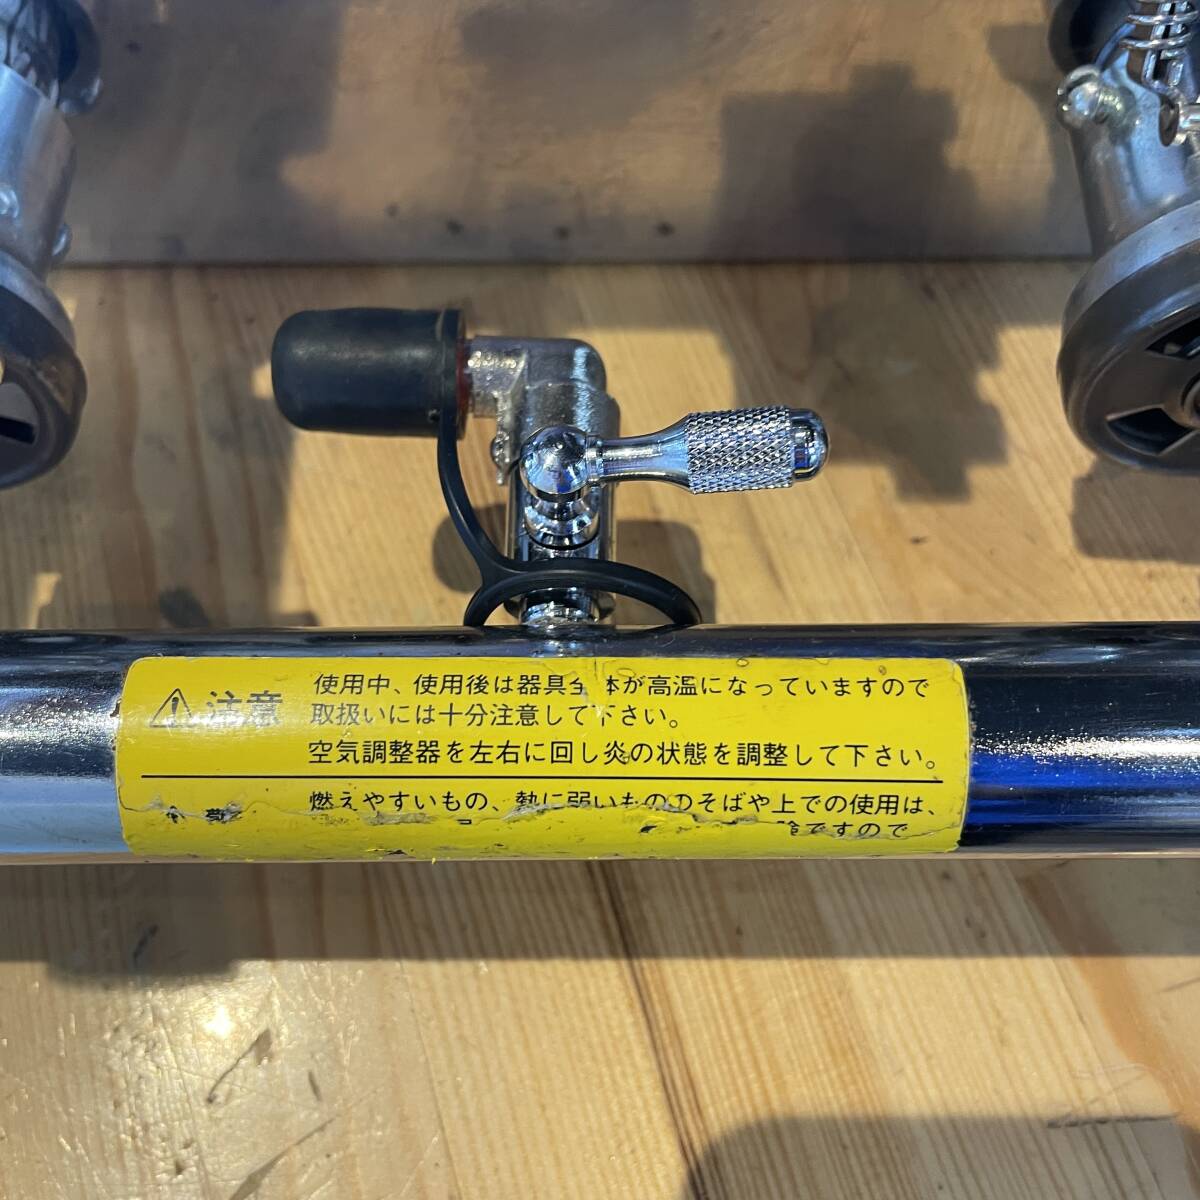 注意
使用中、使用後は器具全体が高温になっていますので
取扱いには十分注意して下さい。
空気調整器を左右に回し炎の状態を調整して下さい。
燃えやすいもの、熱に弱いもののそばや上での使用は、
険ですので